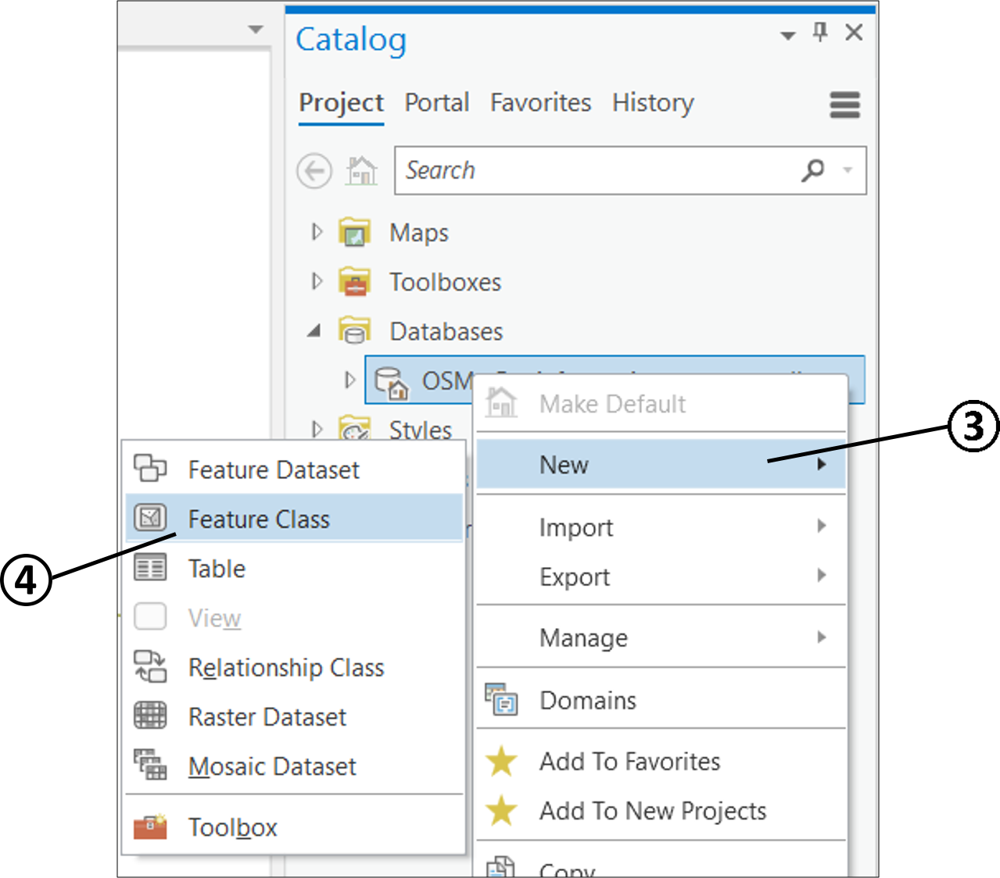 Catalog
Project Portal Favorites History
Search
Maps
Toolboxes
Databases
OSM
Styles
Make Default
New
Import
Export
Manage
Domains
Add To Favorites
Add To New Projects
Copy
Feature Dataset
Feature Class
Table
View
Relationship Class
Raster Dataset
Mosaic Dataset
Toolbox
3
4